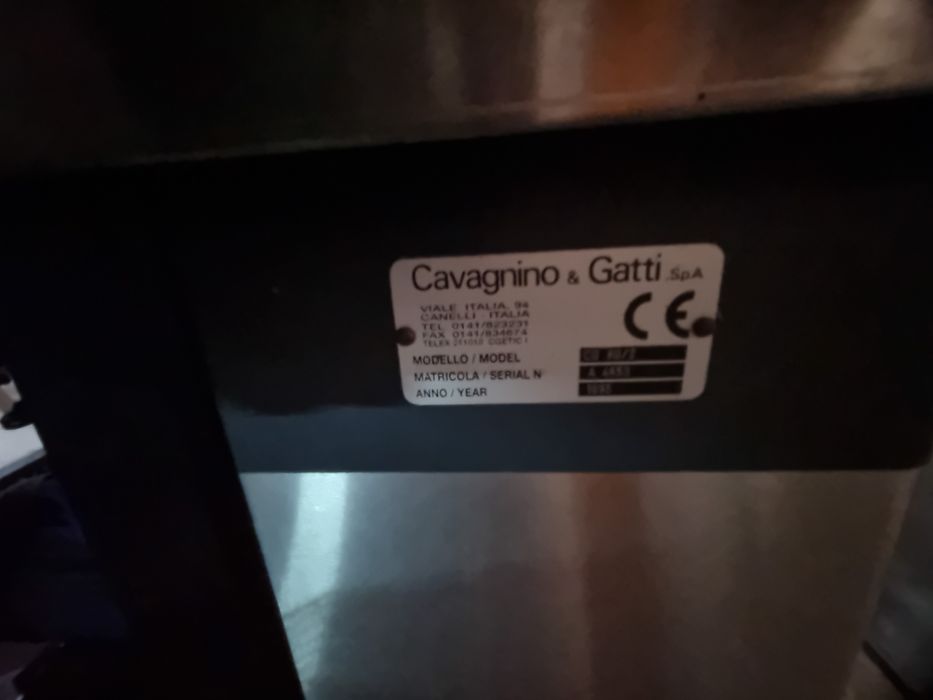 Cavagnino & Gatti S.p.A
VIALE ITALIA, 94
CANELLI - ITALIA
TEL 0141/823231
FAX 0141/834674
CE
MODELLO / MODEL
MATRICOLA / SERIAL N
ANNO / YEAR